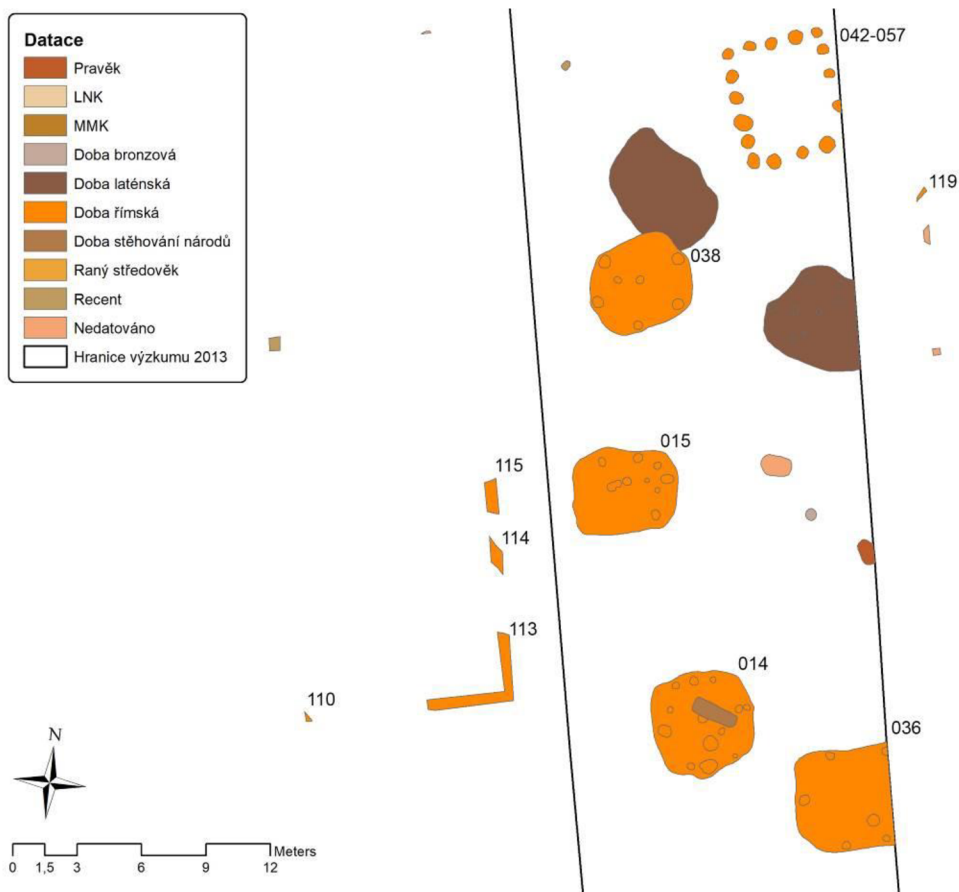 Datace
Pravěk
LNK
MMK
Doba bronzová
Doba laténská
Doba římská
Doba stěhování národů
Raný středověk
Recent
Nedatováno
Hranice výzkumu 2013
042-057
119
038
015
115
114
113
014
110
036
N
Meters
0 1,5 3 6 9 12